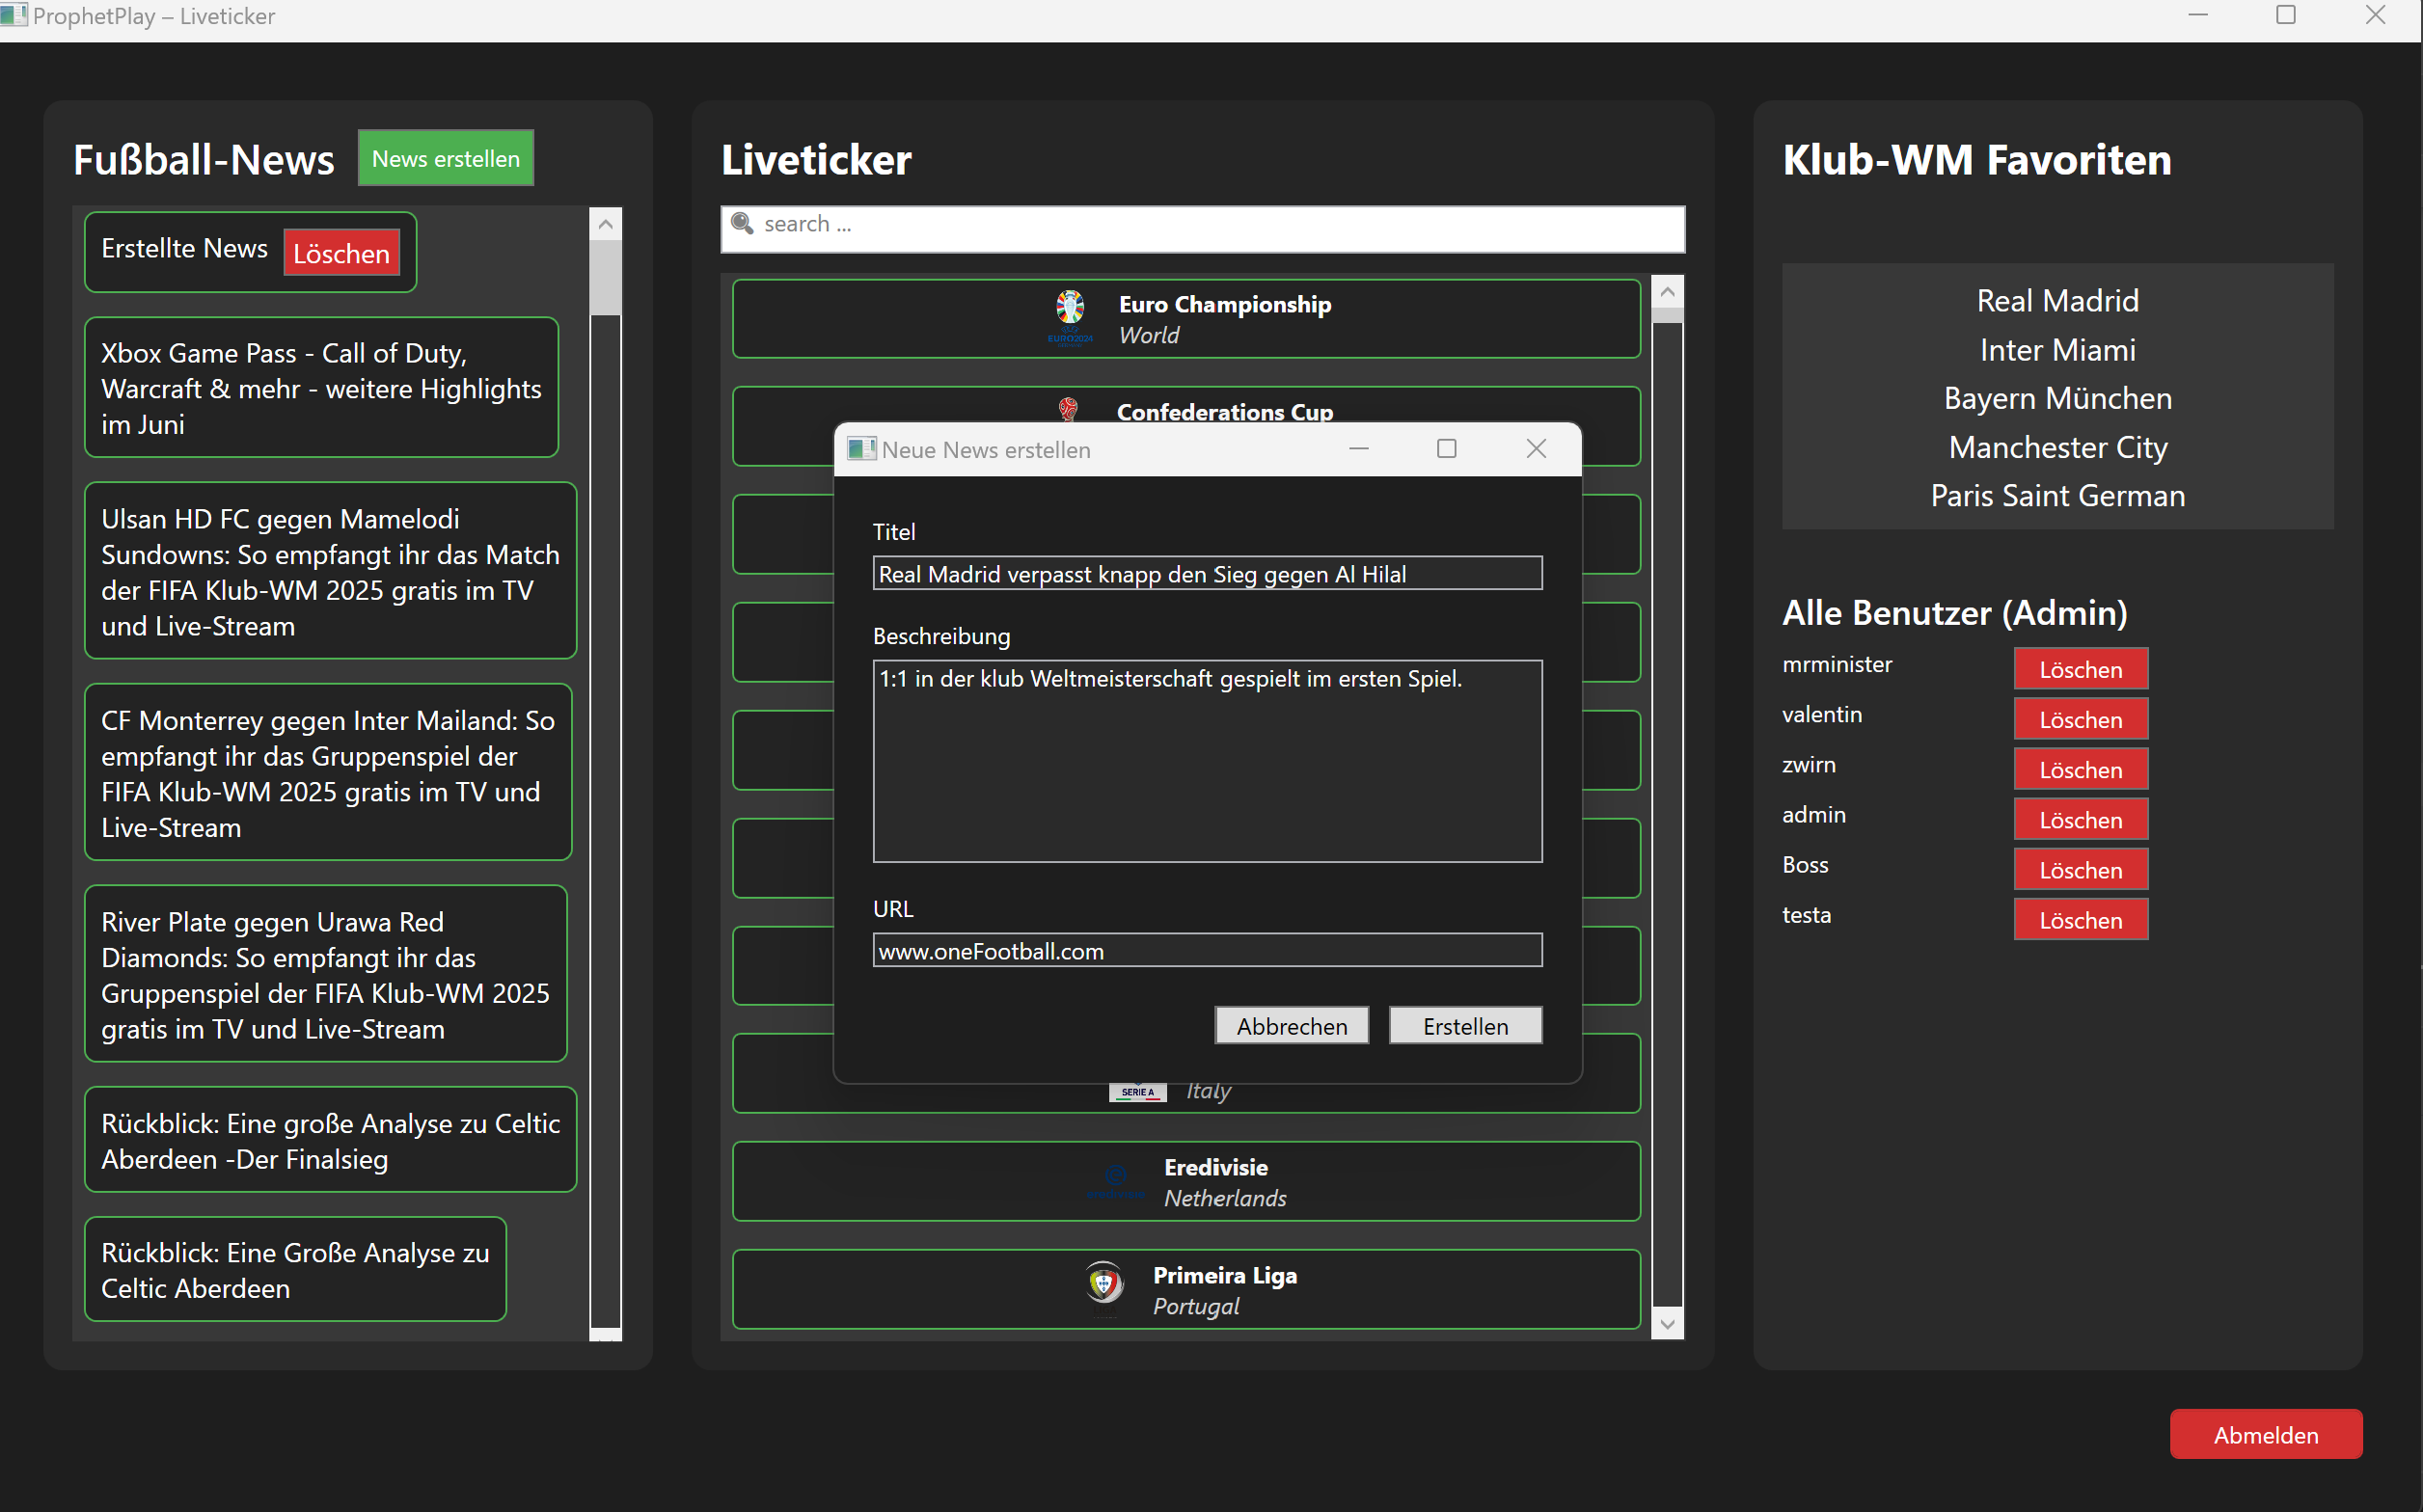 ProphetPlay – Liveticker
Fußball-News
News erstellen
Erstellte News
Löschen
Xbox Game Pass - Call of Duty,
Warcraft & mehr - weitere Highlights
im Juni
Ulsan HD FC gegen Mamelodi
Sundowns: So empfangt ihr das Match
der FIFA Klub-WM 2025 gratis im TV
und Live-Stream
CF Monterrey gegen Inter Mailand: So
empfangt ihr das Gruppenspiel der
FIFA Klub-WM 2025 gratis im TV und
Live-Stream
River Plate gegen Urawa Red
Diamonds: So empfangt ihr das
Gruppenspiel der FIFA Klub-WM 2025
gratis im TV und Live-Stream
Rückblick: Eine große Analyse zu Celtic
Aberdeen -Der Finalsieg
Rückblick: Eine Große Analyse zu
Celtic Aberdeen
Liveticker
search ...
EURO2024
Euro Championship
World
Confederations Cup
Neue News erstellen
Titel
Real Madrid verpasst knapp den Sieg gegen Al Hilal
Beschreibung
1:1 in der klub Weltmeisterschaft gespielt im ersten Spiel.
URL
www.oneFootball.com
Abbrechen
Erstellen
SERIE A
Italy
Eredivisie
Netherlands
Primeira Liga
Portugal
Klub-WM Favoriten
Real Madrid
Inter Miami
Bayern München
Manchester City
Paris Saint German
Alle Benutzer (Admin)
mrminister Löschen
valentin Löschen
zwirn Löschen
admin Löschen
Boss Löschen
testa Löschen
Abmelden